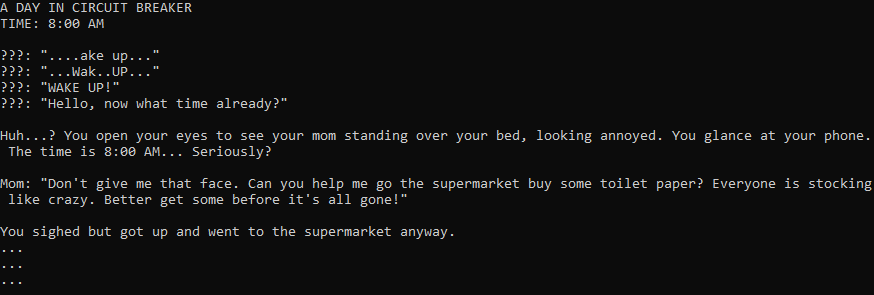 A DAY IN CIRCUIT BREAKER
TIME: 8:00 AM
???: "....ake up..."
???: "...Wak..UP..."
???: "WAKE UP!"
???: "Hello, now what time already?"
Huh...? You open your eyes to see your mom standing over your bed, looking annoyed. You glance at your phone.
The time is 8:00 AM... Seriously?
Mom: "Don't give me that face. Can you help me go the supermarket buy some toilet paper? Everyone is stocking
like crazy. Better get some before it's all gone!"
You sighed but got up and went to the supermarket anyway.
...
...
...